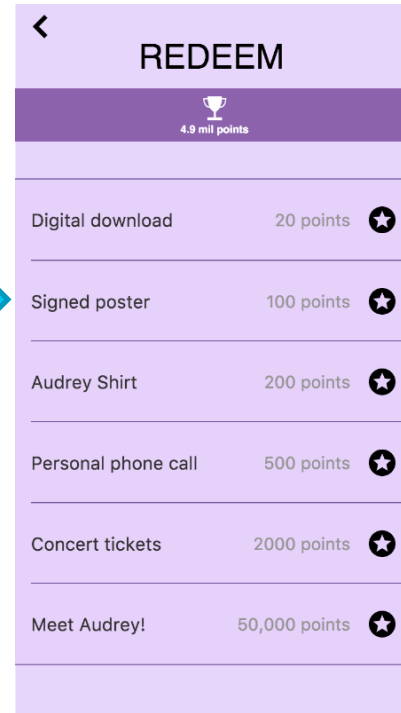 REDEEM
4.9 mil points
Digital download 20 points
Signed poster 100 points
Audrey Shirt 200 points
Personal phone call 500 points
Concert tickets 2000 points
Meet Audrey! 50,000 points